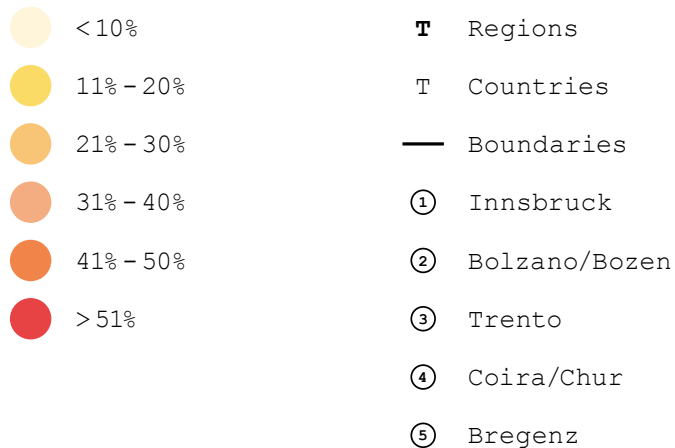 <10%
11%–20%
21%–30%
31%–40%
41%–50%
>51%
T Regions
T Countries
Boundaries
1 Innsbruck
2 Bolzano/Bozen
3 Trento
4 Coira/Chur
5 Bregenz